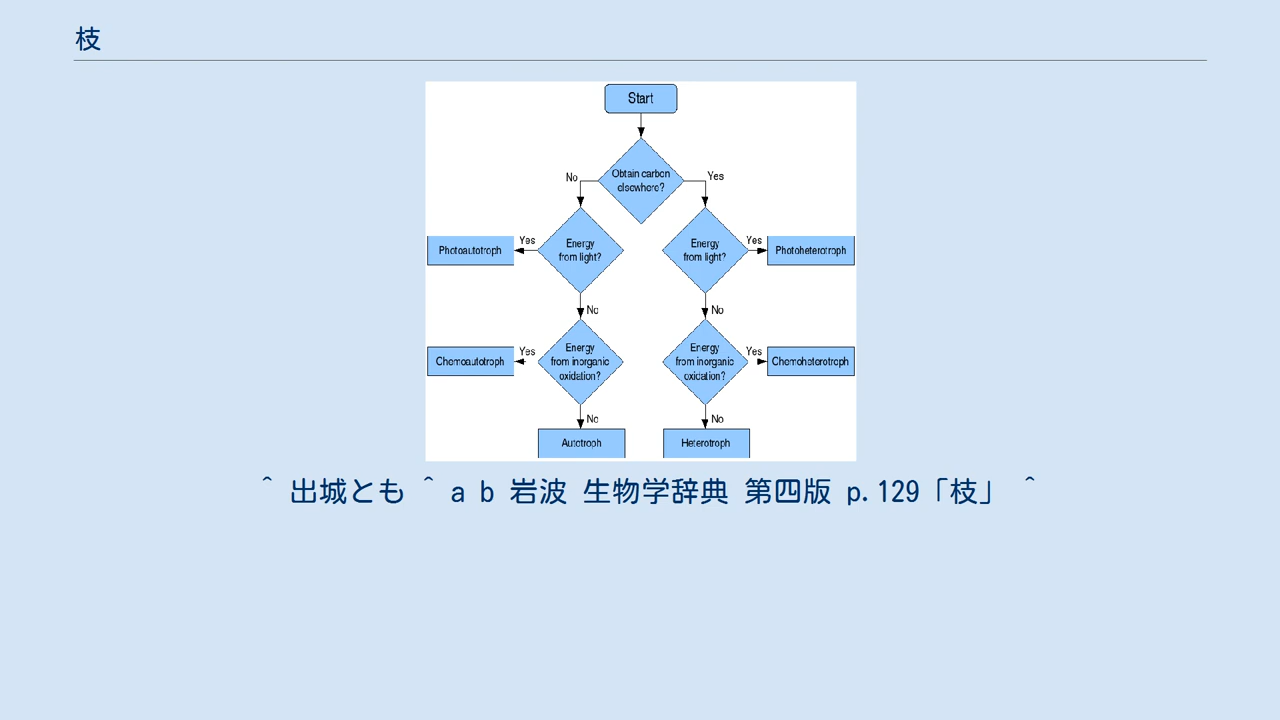 枝
Start
Obtain carbon
elsewhere?
No
Yes
Photoautotroph
Yes
Energy
from light?
Energy
from light?
Yes
Photoheterotroph
No
No
Chemoautotroph
Yes
Energy
from inorganic
oxidation?
Energy
from inorganic
oxidation?
Yes
Chemoheterotroph
No
No
Autotroph
Heterotroph
^ 出城とも ^ a b 岩波 生物学辞典 第四版 p.129「枝」 ^